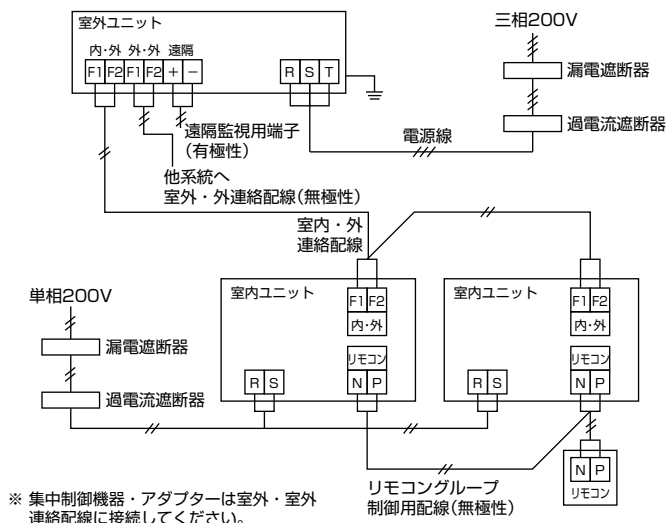 室外ユニット
内・外 外・外 遠隔
F1 F2 F1 F2 + −
R S T
三相200V
漏電遮断器
過電流遮断器
電源線
遠隔監視用端子
(有極性)
他系統へ
室外・外連絡配線(無極性)
室内・外
連絡配線
単相200V
漏電遮断器
過電流遮断器
室内ユニット
F1 F2
内・外
リモコン
R S
N P
室内ユニット
F1 F2
内・外
リモコン
R S
N P
N P
リモコン
リモコングループ
制御用配線(無極性)
※ 集中制御機器・アダプターは室外・室外
連絡配線に接続してください。